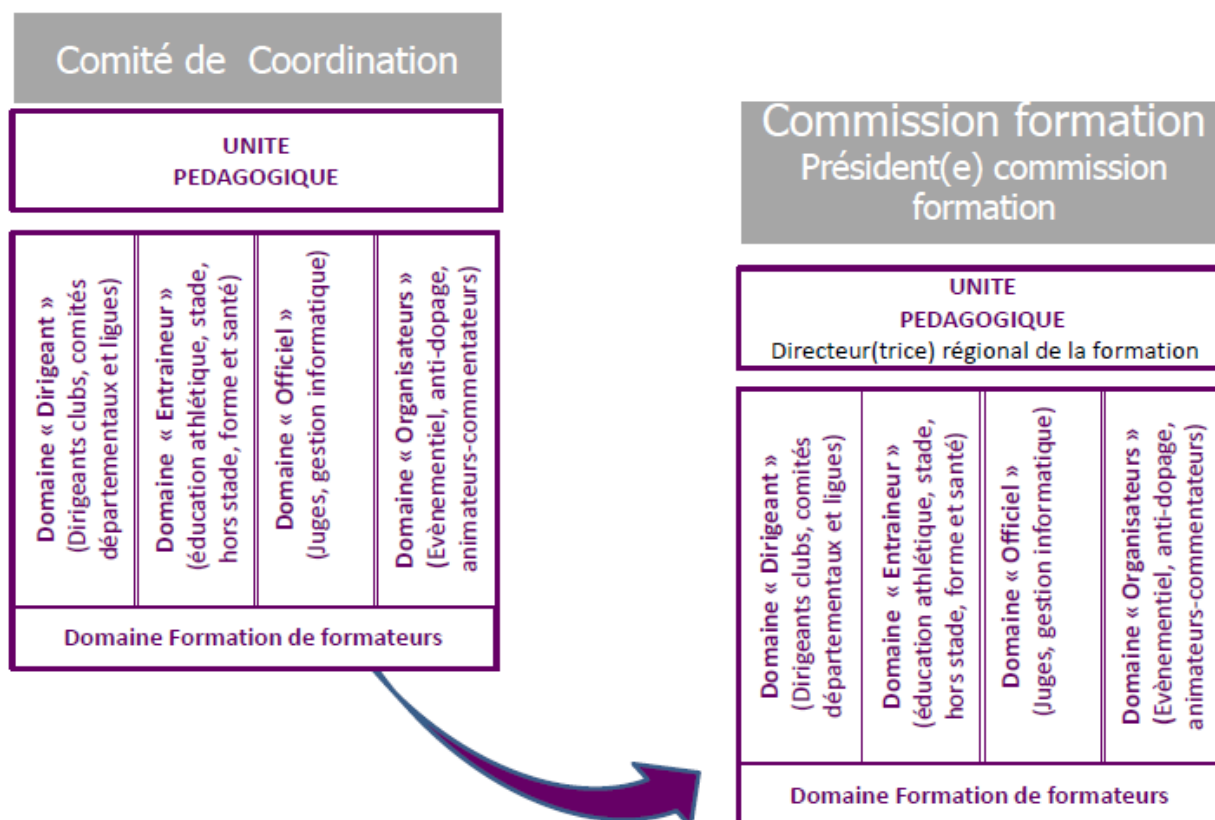 Comité de  Coordination
UNITE
PEDAGOGIQUE
Domaine « Dirigeant »
(Dirigeants clubs, comités
départementaux et ligues)
Domaine « Entraineur »
(éducation athlétique, stade,
hors stade, forme et santé)
Domaine « Officiel »
(Juges, gestion informatique)
Domaine « Organisateurs »
(Evènementiel, anti-dopage,
animateurs-commentateurs)
Domaine Formation de formateurs
Commission formation
Président(e) commission
formation
UNITE
PEDAGOGIQUE
Directeur(trice) régional de la formation
Domaine « Dirigeant »
(Dirigeants clubs, comités
départementaux et ligues)
Domaine « Entraineur »
(éducation athlétique, stade,
hors stade, forme et santé)
Domaine « Officiel »
(Juges, gestion informatique)
Domaine « Organisateurs »
(Evènementiel, anti-dopage,
animateurs-commentateurs)
Domaine Formation de formateurs